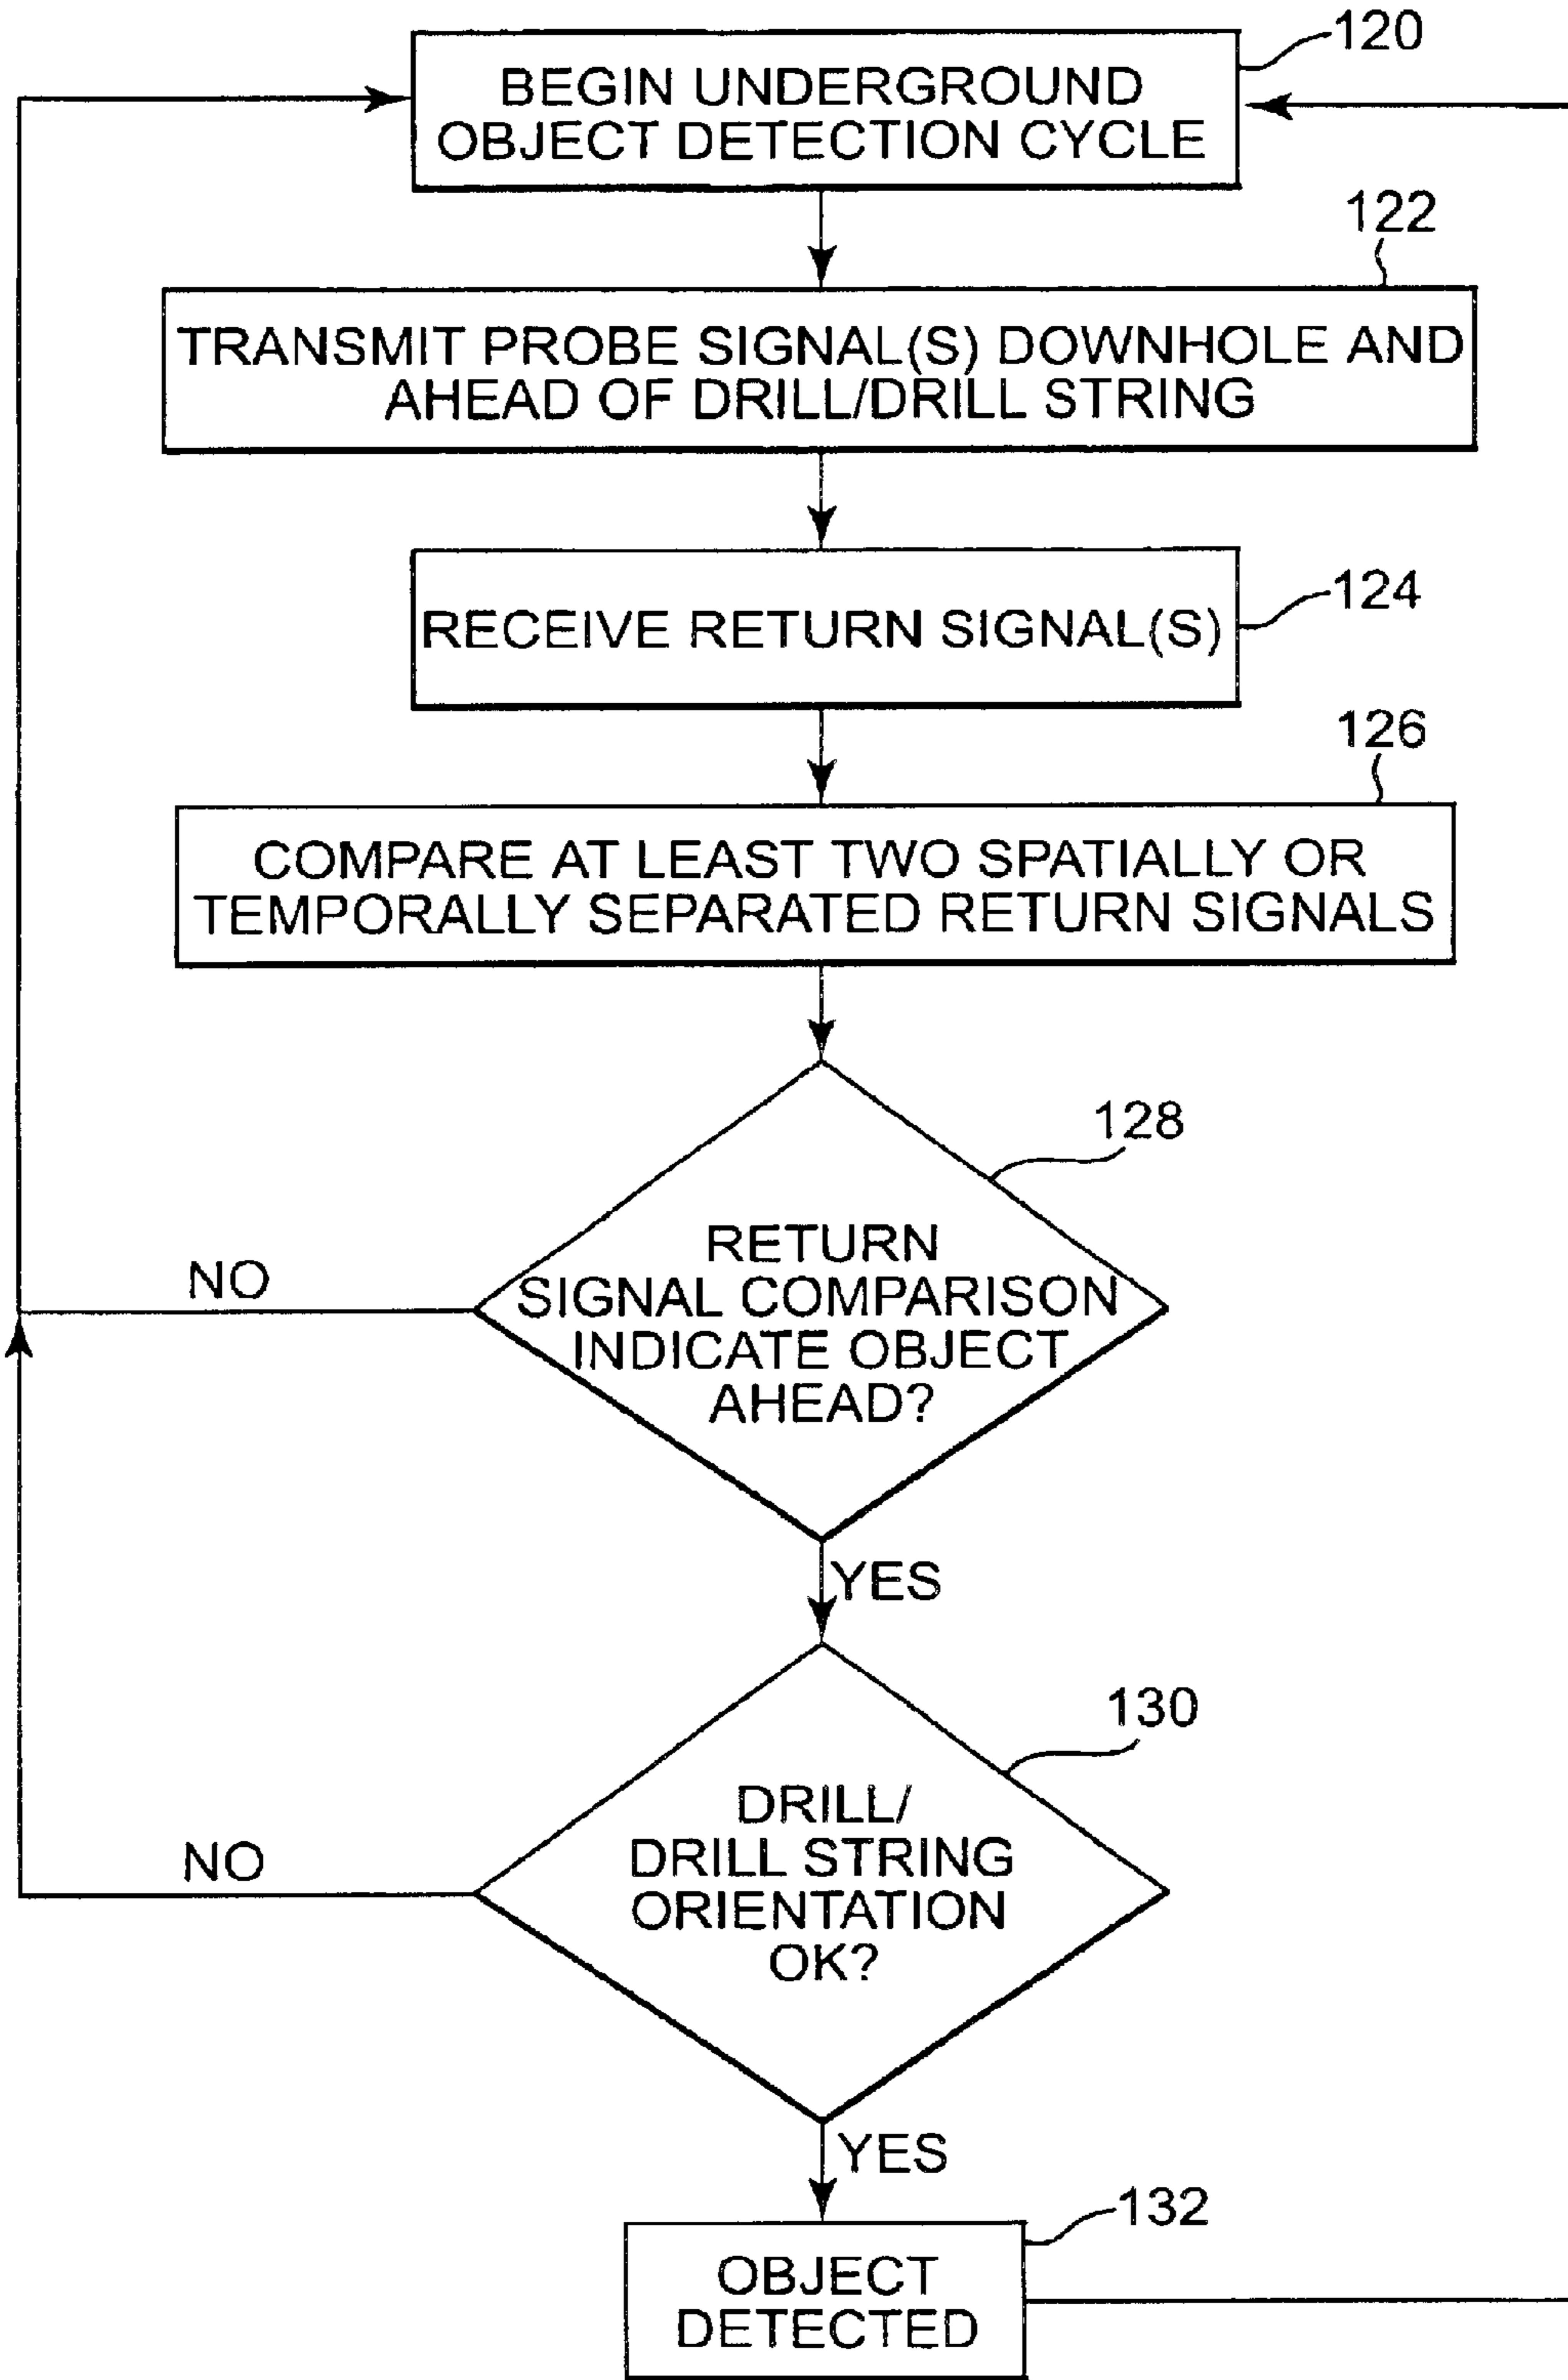 120
BEGIN UNDERGROUND
OBJECT DETECTION CYCLE
122
TRANSMIT PROBE SIGNAL(S) DOWNHOLE AND
AHEAD OF DRILL/DRILL STRING
124
RECEIVE RETURN SIGNAL(S)
126
COMPARE AT LEAST TWO SPATIALLY OR
TEMPORALLY SEPARATED RETURN SIGNALS
128
RETURN
SIGNAL COMPARISON
INDICATE OBJECT
AHEAD?
NO
YES
130
DRILL/
DRILL STRING
ORIENTATION
OK?
NO
YES
132
OBJECT
DETECTED